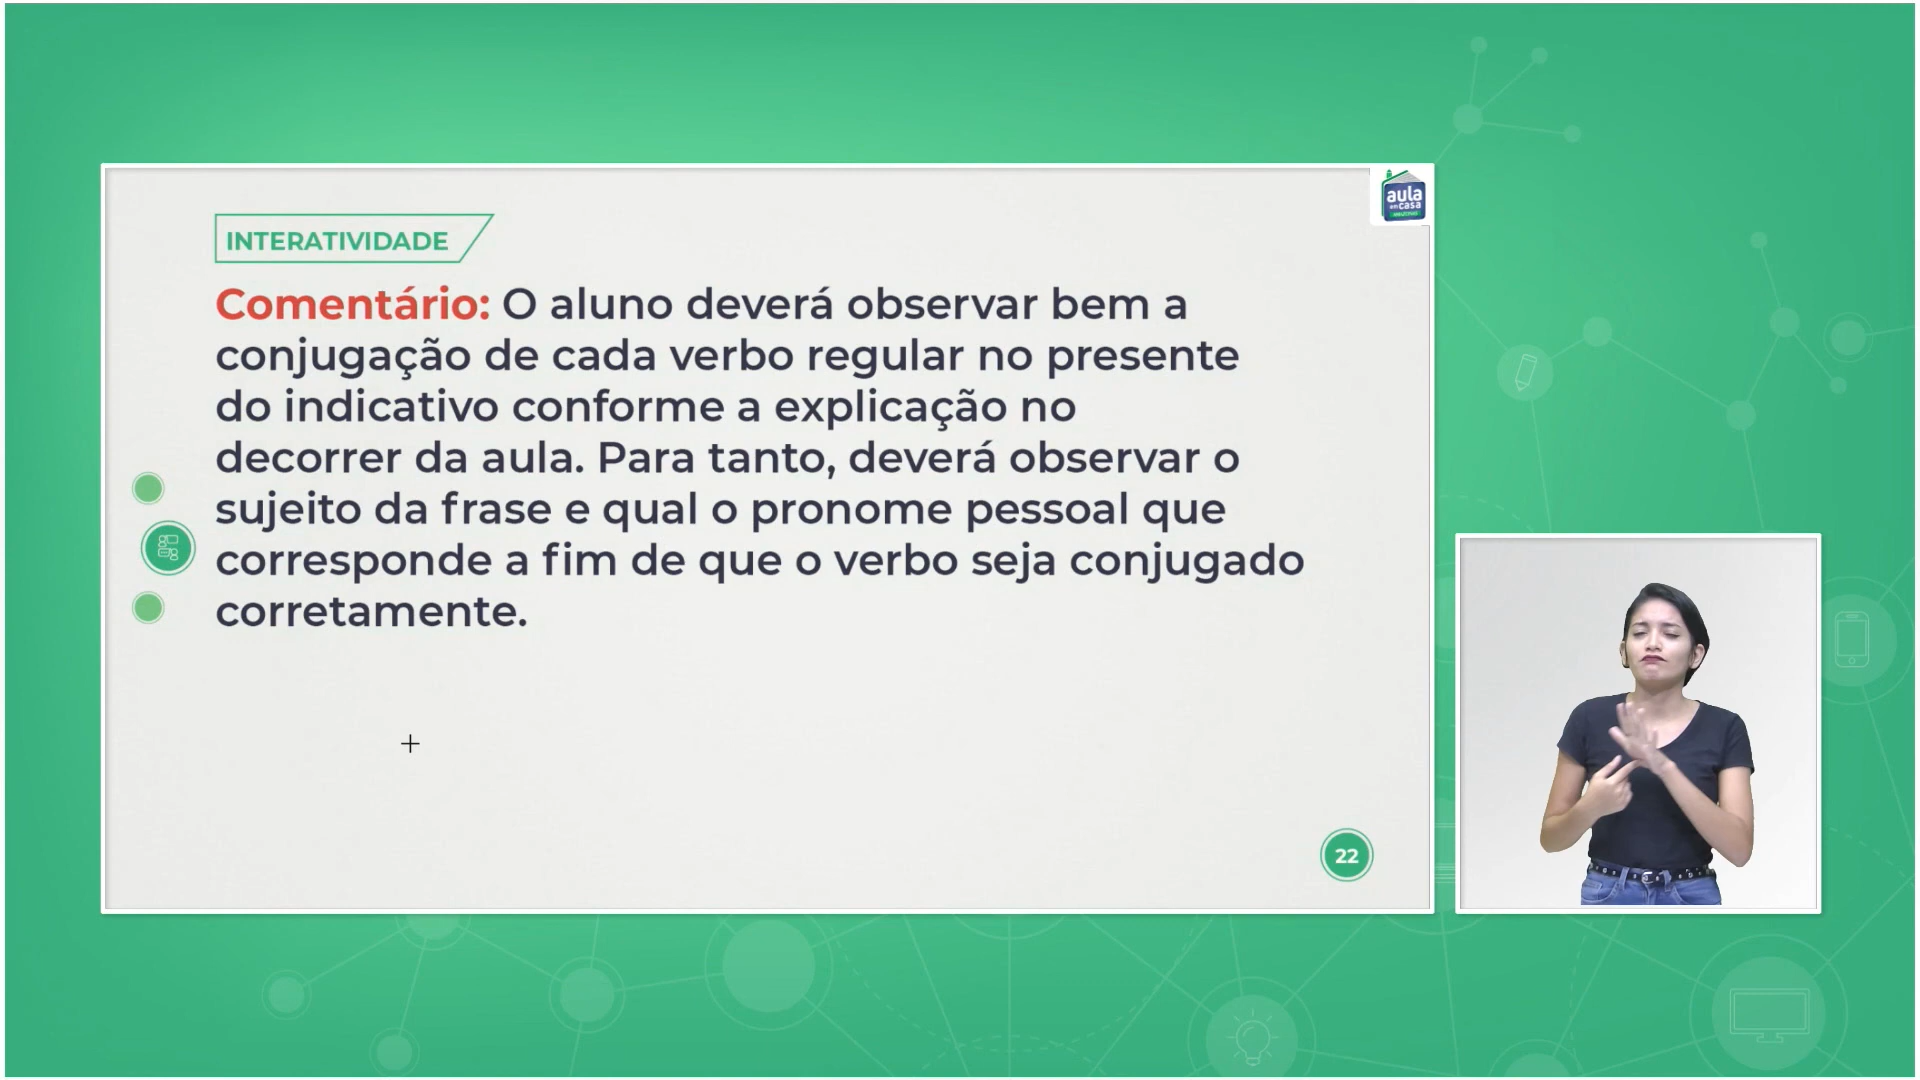 aula
em casa
INTERATIVIDADE
Comentário: O aluno deverá observar bem a
conjugação de cada verbo regular no presente
do indicativo conforme a explicação no
decorrer da aula. Para tanto, deverá observar o
sujeito da frase e qual o pronome pessoal que
corresponde a fim de que o verbo seja conjugado
corretamente.
22